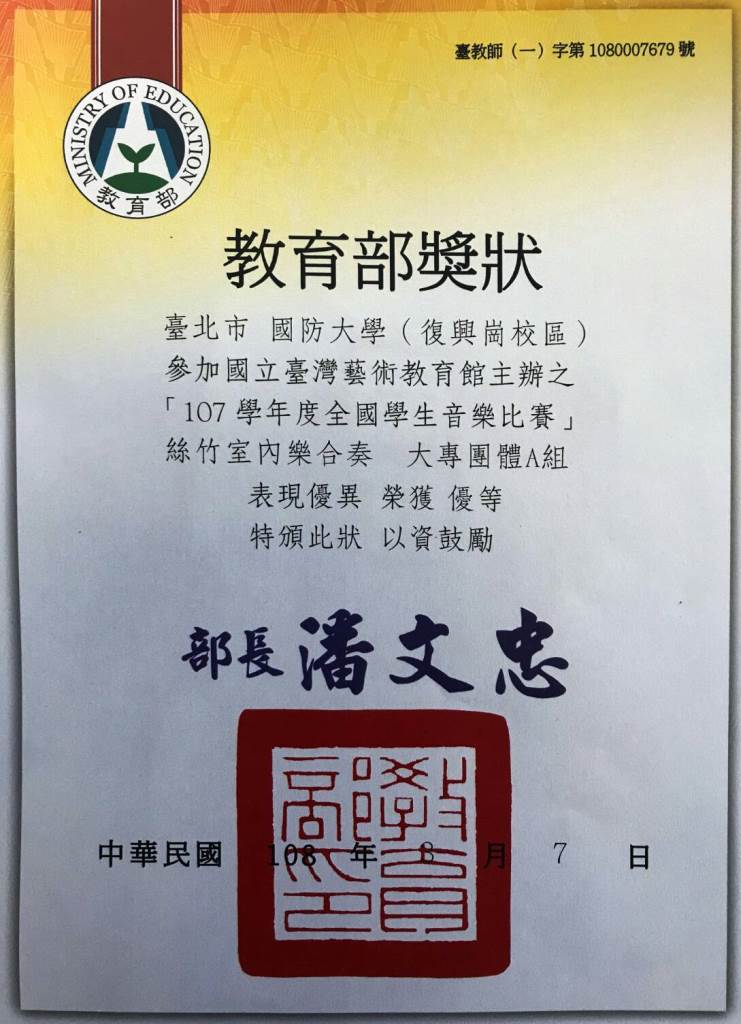 臺教師（一）字第1080007679號
MINISTRY OF EDUCATION
教育部
教育部獎狀
臺北市 國防大學（復興崗校區）
參加國立臺灣藝術教育館主辦之
「107學年度全國學生音樂比賽」
絲竹室內樂合奏 大專團體A組
表現優異 榮獲 優等
特頒此狀 以資鼓勵
部長 潘文忠
教育部印
中華民國 108 年 3 月 7 日